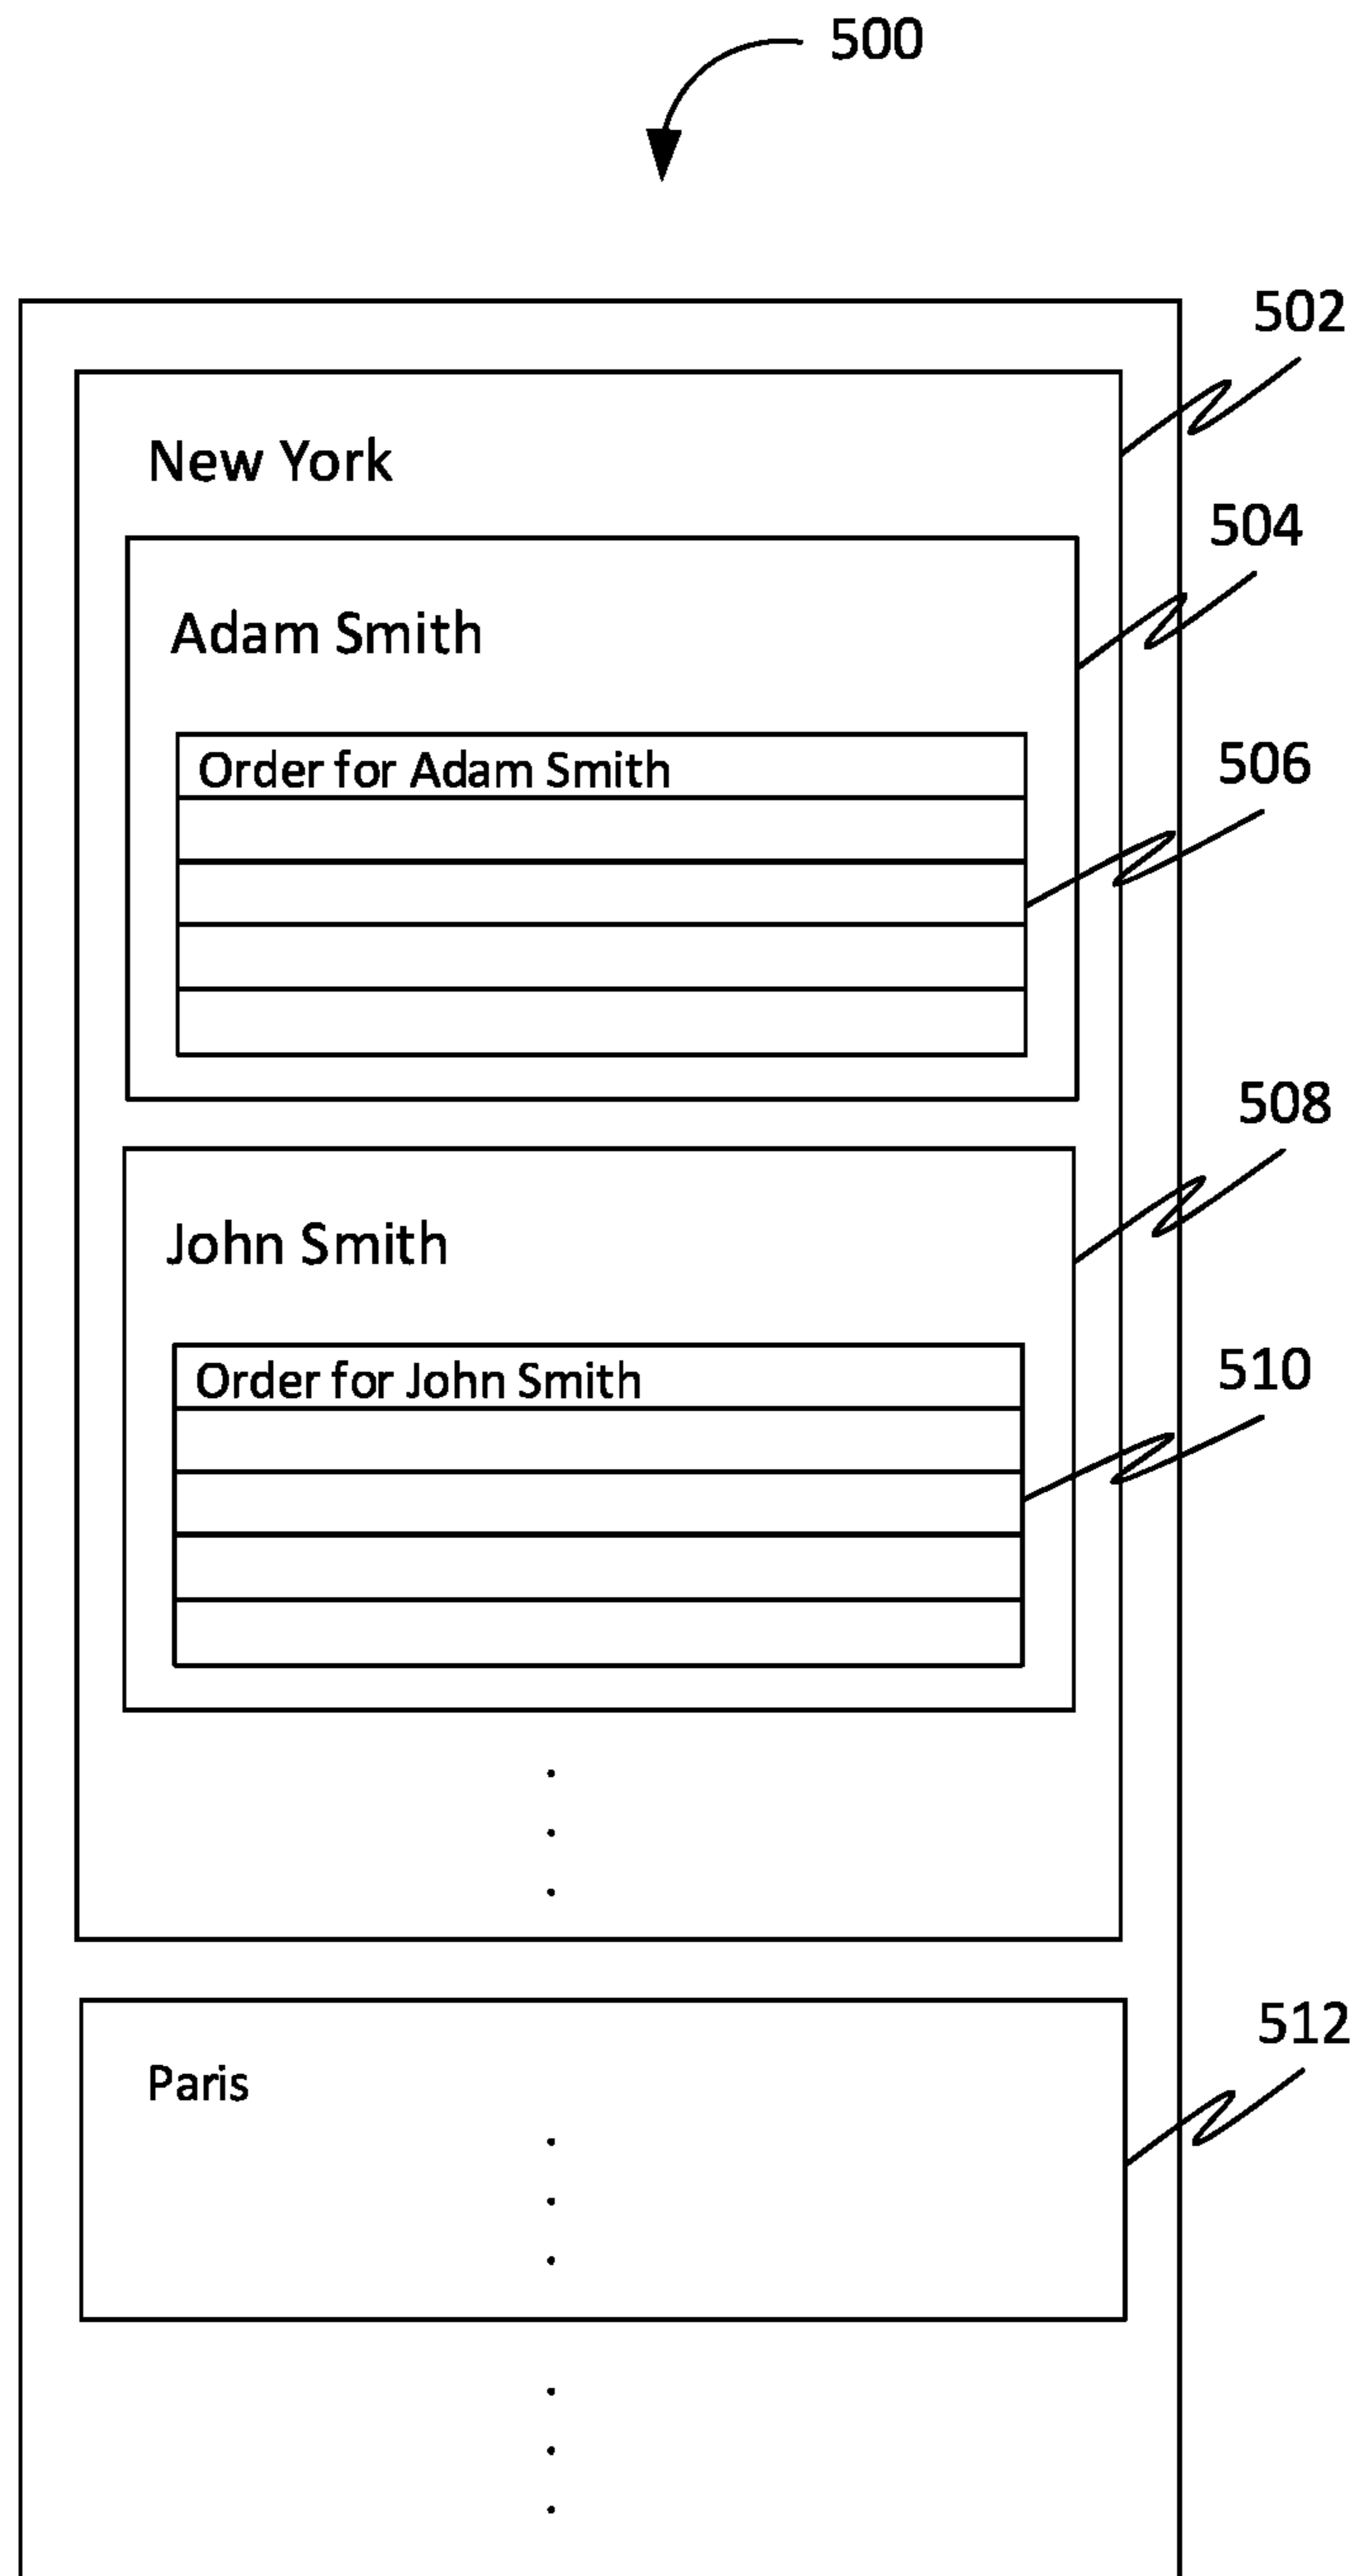 500
502
New York
504
Adam Smith
Order for Adam Smith
506
508
John Smith
Order for John Smith
510
512
Paris